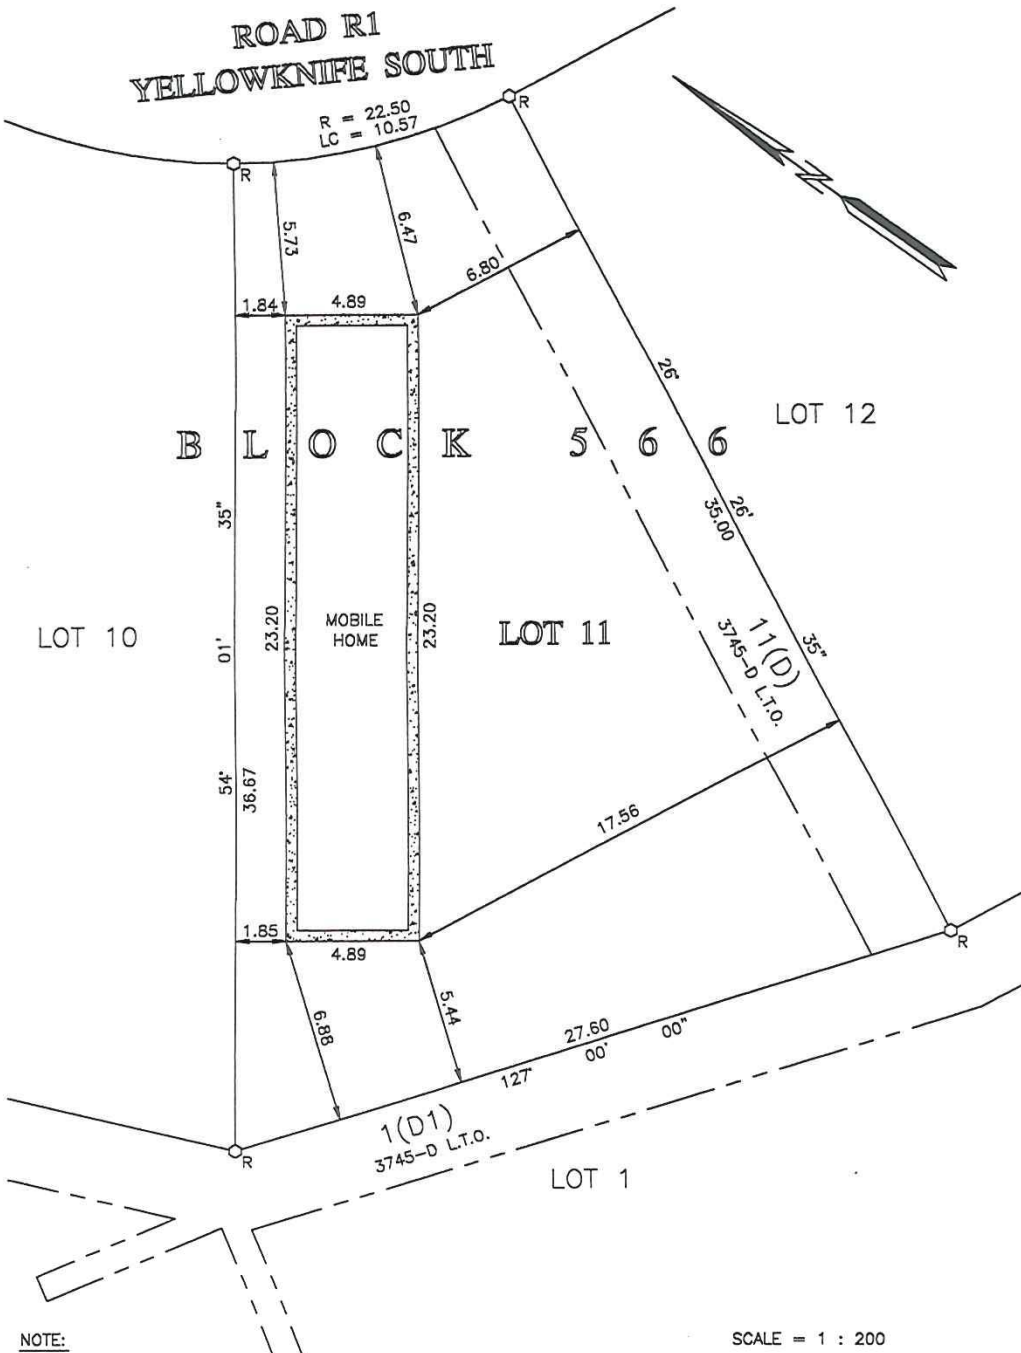 ROAD R1
YELLOWKNIFE SOUTH
R = 22.50
LC = 10.57
R
R
N
5.73
6.47
6.80
1.84
4.89
26°
LOT 12
BLOCK 566
35"
26'
35.00
LOT 10
01'
23.20
MOBILE
HOME
23.20
LOT 11
11(D)
3745-D L.T.O.
35"
54°
36.67
17.56
1.85
4.89
R
6.88
5.44
27.60
127° 00' 00"
1(D1)
3745-D L.T.O.
R
LOT 1
NOTE:
SCALE = 1 : 200